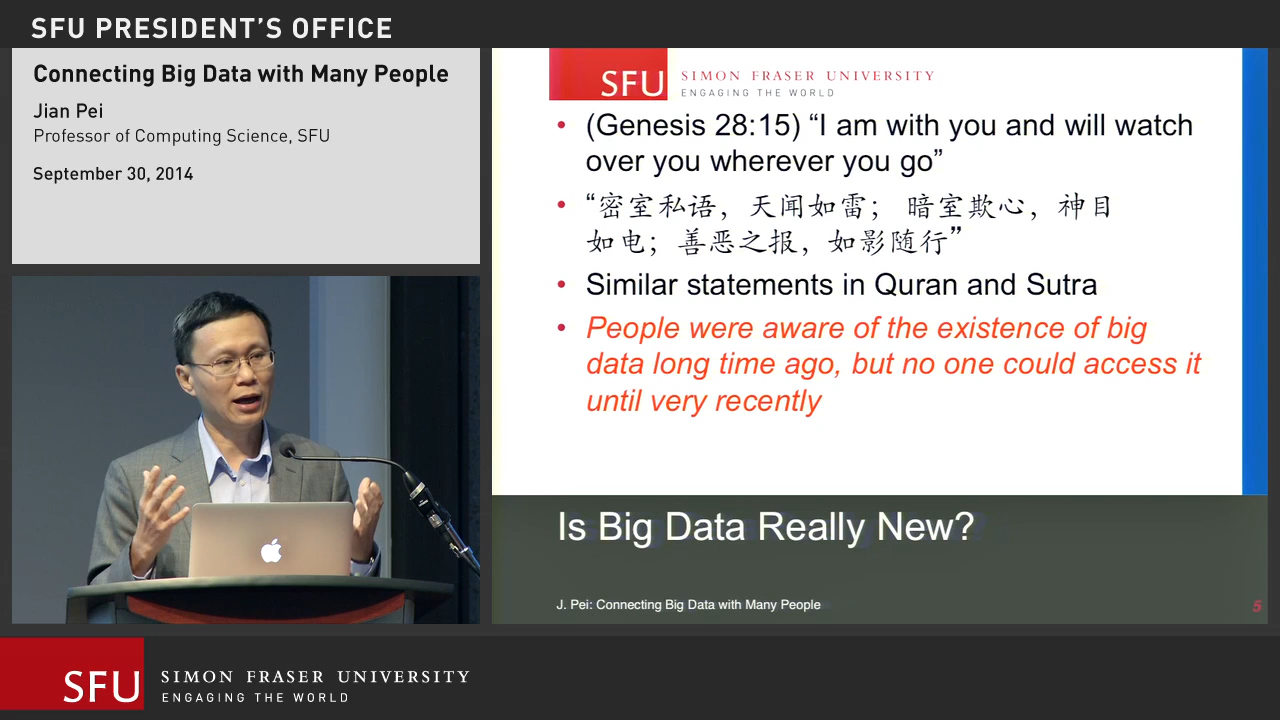 SFU PRESIDENT'S OFFICE
Connecting Big Data with Many People
Jian Pei
Professor of Computing Science, SFU
September 30, 2014
SFU SIMON FRASER UNIVERSITY
ENGAGING THE WORLD
• (Genesis 28:15) “I am with you and will watch
over you wherever you go”
• “密室私语，天闻如雷； 暗室欺心，神目
如电；善恶之报，如影随行”
• Similar statements in Quran and Sutra
• People were aware of the existence of big
data long time ago, but no one could access it
until very recently
Is Big Data Really New?
J. Pei: Connecting Big Data with Many People
5
SFU SIMON FRASER UNIVERSITY
ENGAGING THE WORLD